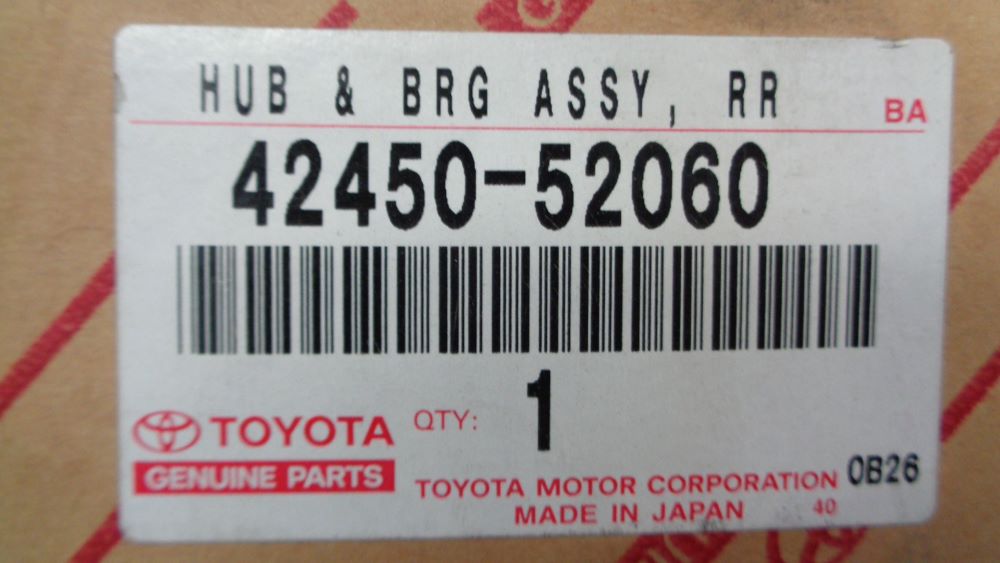 HUB & BRG ASSY, RR
BA
42450-52060
TOYOTA
GENUINE PARTS
QTY: 1
TOYOTA MOTOR CORPORATION 0B26
MADE IN JAPAN 40